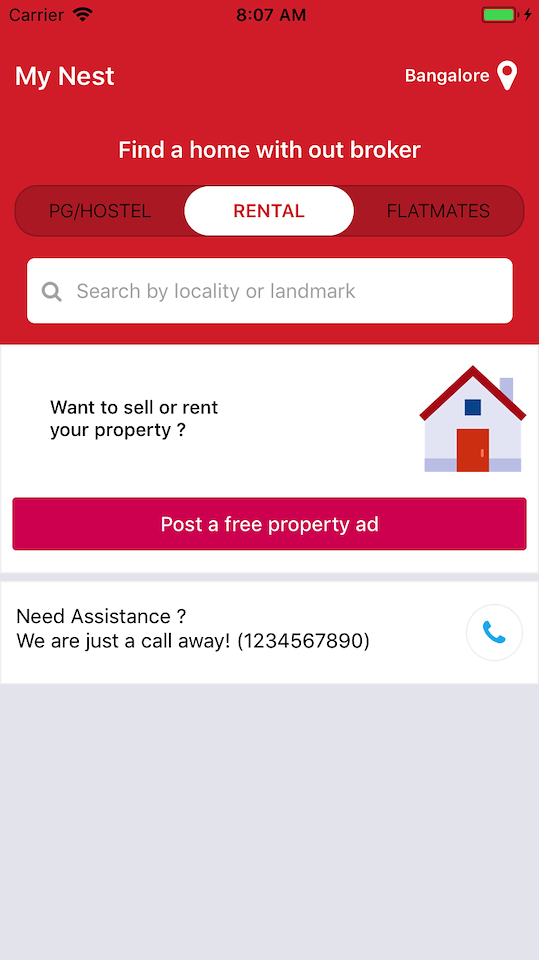 Carrier 8:07 AM
My Nest Bangalore
Find a home with out broker
PG/HOSTEL RENTAL FLATMATES
Search by locality or landmark
Want to sell or rent
your property ?
Post a free property ad
Need Assistance ?
We are just a call away! (1234567890)